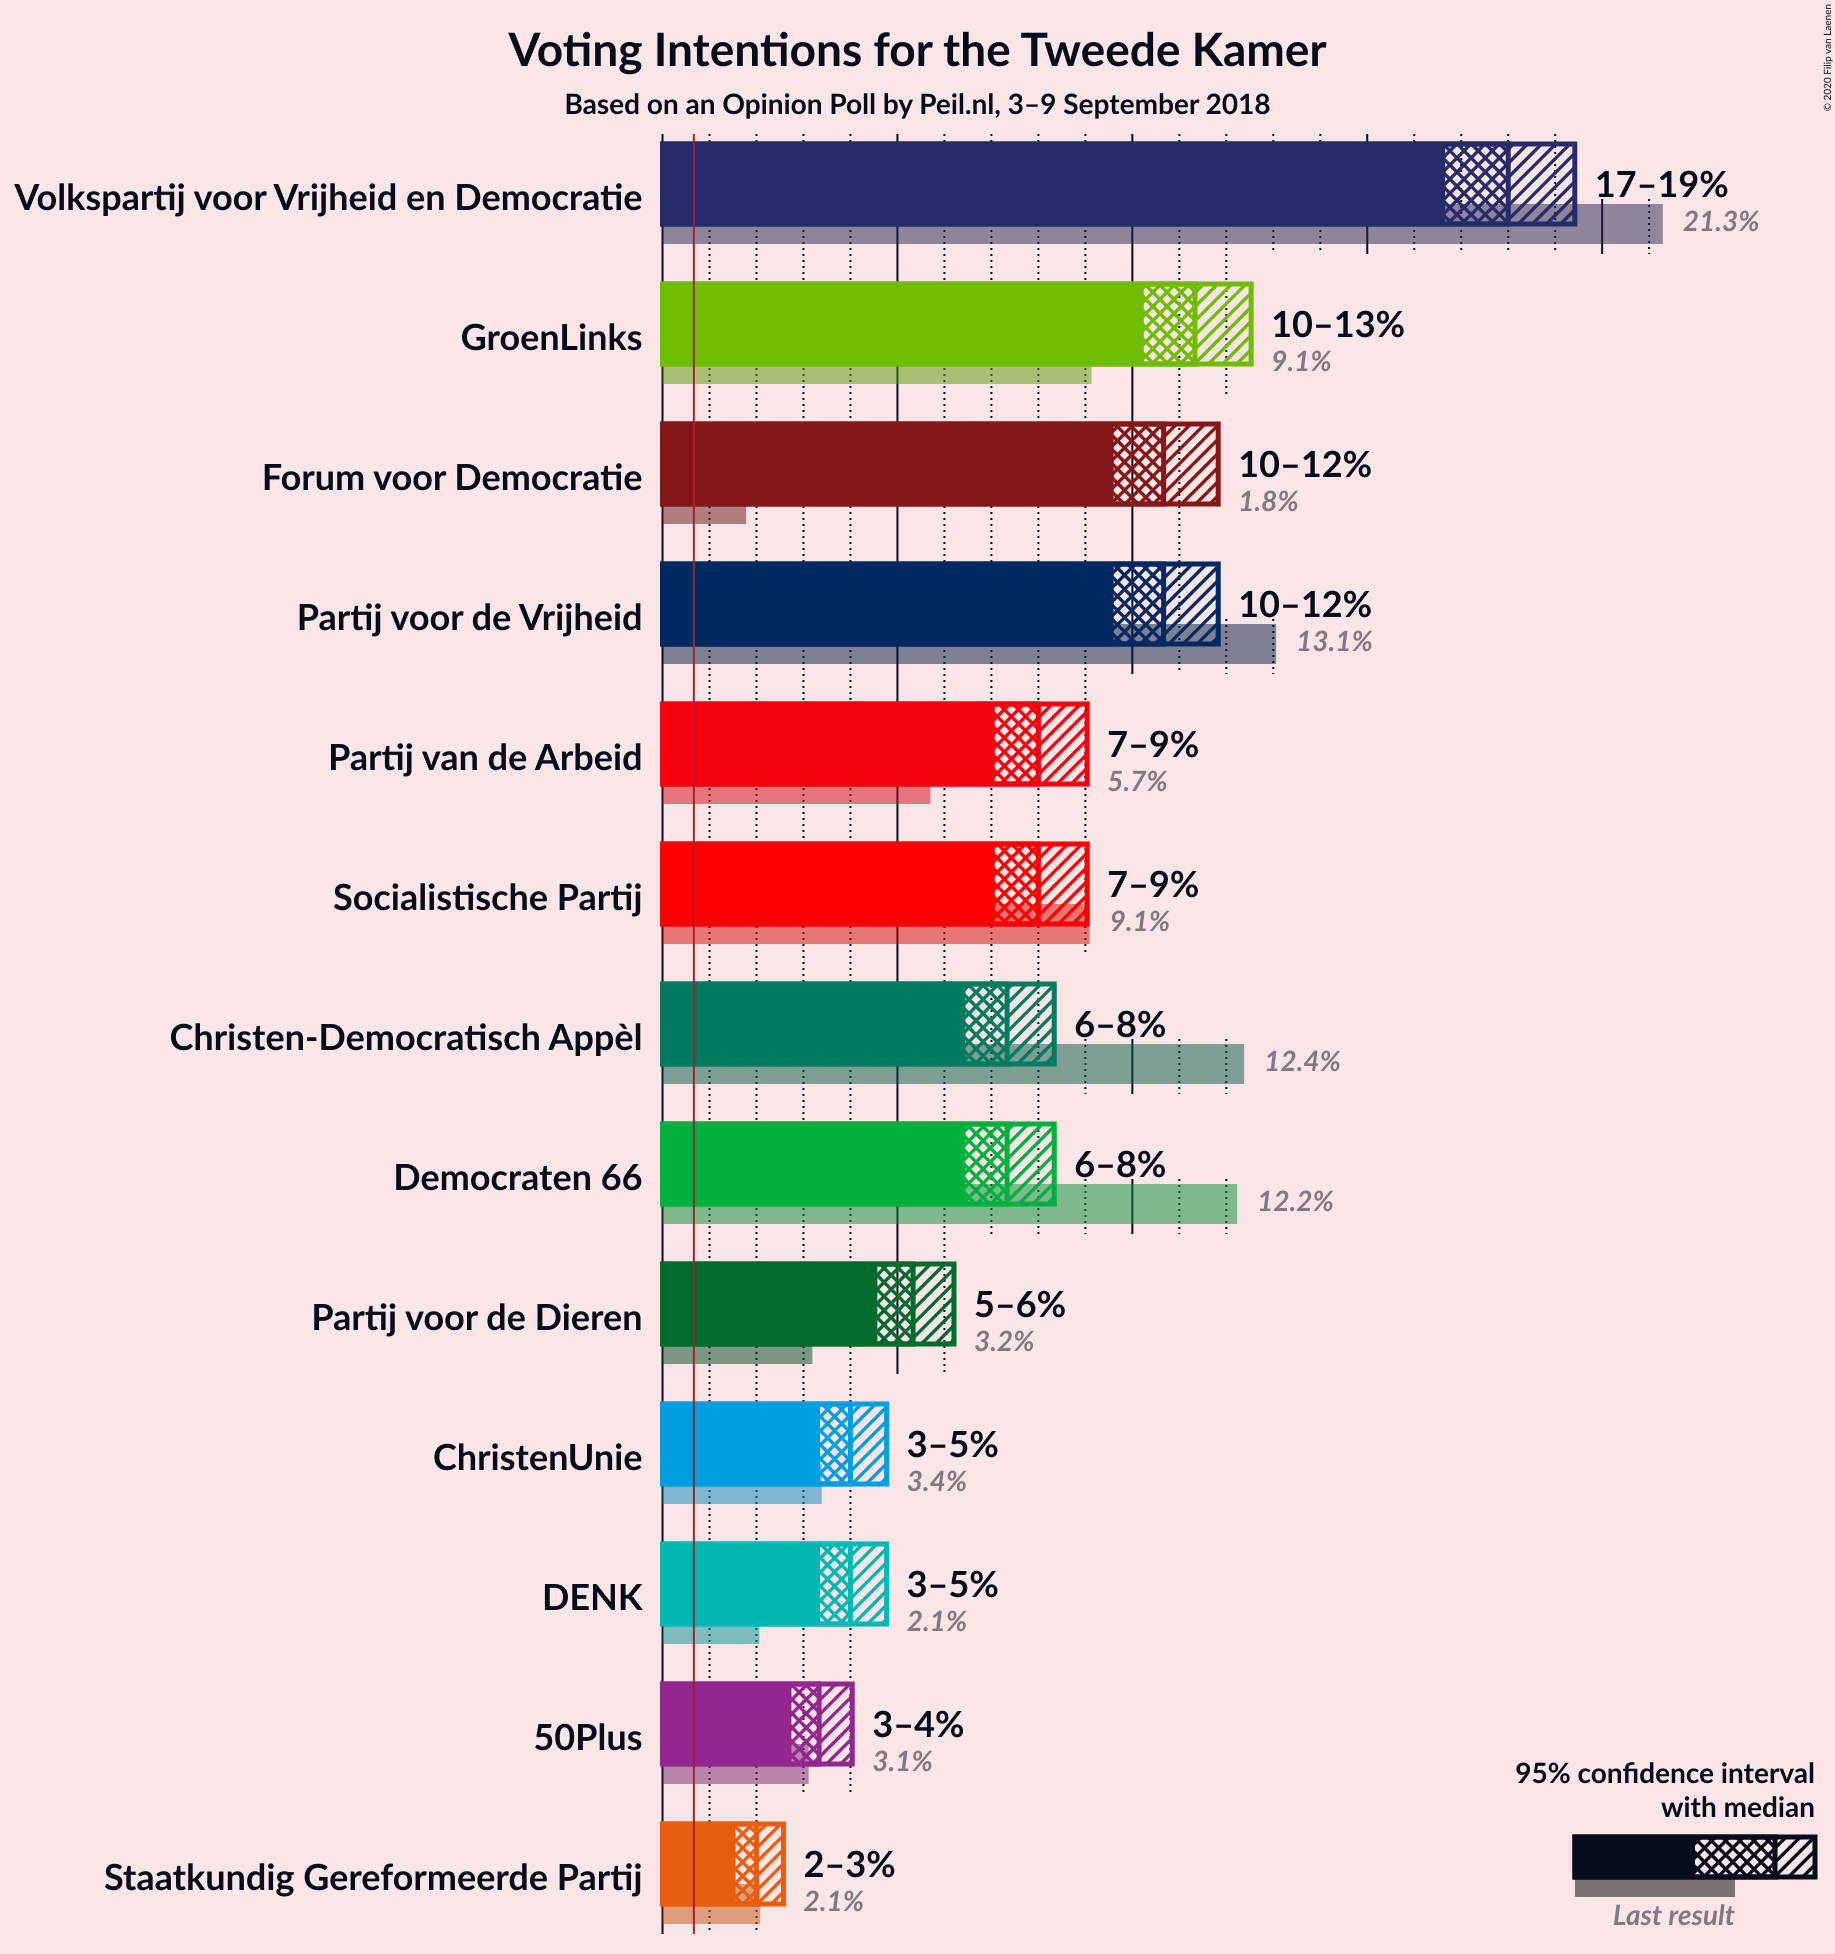 Voting Intentions for the Tweede Kamer
Based on an Opinion Poll by Peil.nl, 3–9 September 2018
© 2020 Filip van Laenen
Volkspartij voor Vrijheid en Democratie
17–19%
21.3%
GroenLinks
10–13%
9.1%
Forum voor Democratie
10–12%
1.8%
Partij voor de Vrijheid
10–12%
13.1%
Partij van de Arbeid
7–9%
5.7%
Socialistische Partij
7–9%
9.1%
Christen-Democratisch Appèl
6–8%
12.4%
Democraten 66
6–8%
12.2%
Partij voor de Dieren
5–6%
3.2%
ChristenUnie
3–5%
3.4%
DENK
3–5%
2.1%
50Plus
3–4%
3.1%
Staatkundig Gereformeerde Partij
2–3%
2.1%
95% confidence interval
with median
Last result